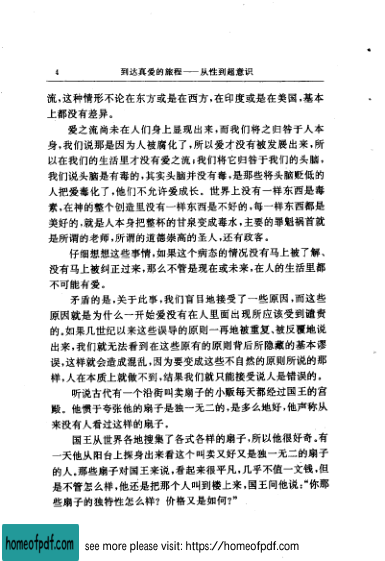 4 到达真爱的旅程——从性到超意识
流,这种情形不论在东方或是在西方,在印度或是在美国,基本
上都没有差异。
爱之流尚未在人们身上显现出来,而我们将之归咎于人本
身,我们说那是因为人被腐化了,所以爱才没有被发展出来,所
以在我们的生活里才没有爱之流;我们将它归咎于我们的头脑,
我们说头脑是有毒的,其实头脑并没有毒,是那些将头脑贬低的
人把爱毒化了,他们不允许爱成长。世界上没有一样东西是毒
素,在神的整个创造里没有一样东西是不好的,每一样东西都是
美好的,就是人本身把整杯的甘泉变成毒水,主要的罪魁祸首就
是所谓的老师,所谓的道德崇高的圣人,还有政客。
仔细想想这些事情,如果这个病态的情况没有马上被了解、
没有马上被纠正过来,那么不管是现在或未来,在人的生活里都
不可能有爱。
矛盾的是,关于此事,我们盲目地接受了一些原因,而这些
原因就是为什么一开始爱没有在人里面出现所应该受到谴责
的。如果几世纪以来这些误导的原则一再地被重复、被反覆地说
出来,我们就无法看到在这些原有的原则背后所隐藏的基本谬
误,这样就会造成混乱,因为要变成这些不自然的原则所说的那
样,人在本质上就做不到,结果我们就只能接受说人是错误的。
听说古代有一个沿街叫卖扇子的小贩每天都经过国王的宫
殿。他惯于夸张他的扇子是独一无二的,是多么地好,他声称从
来没有人看过这样的扇子。
国王从世界各地搜集了各式各样的扇子,所以他很好奇。有
一天他从阳台上探身出来看这个叫卖又好又是独一无二的扇子
的人。那些扇子对国王来说,看起来很平凡,几乎不值一文钱,但
是不管怎么样,他还是把那个人叫到楼上来,国王问他说:“你那
些扇子的独特性怎么样?价格又是如何?”
homeofpdf.com
see more please visit: https://homeofpdf.com